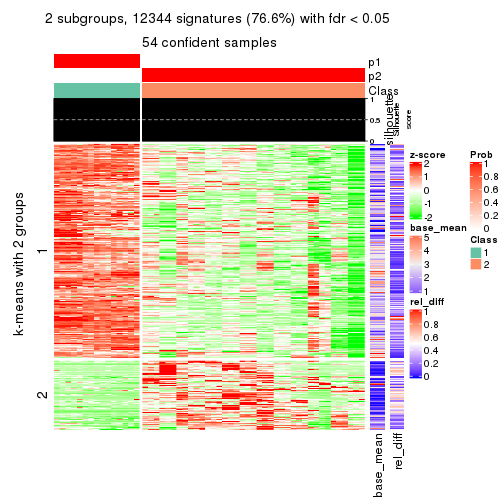 2 subgroups, 12344 signatures (76.6%) with fdr < 0.05
54 confident samples
p1
p2
Class
silhouette
Silhouette
score
1
0.5
0
k-means with 2 groups
1
2
base_mean
rel_diff
z-score
2
1
0
-1
-2
base_mean
5
4
3
2
1
rel_diff
1
0.8
0.6
0.4
0.2
0
Prob
1
0.8
0.6
0.4
0.2
0
Class
1
2